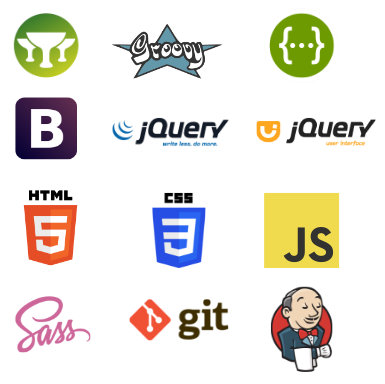 Groovy
{...}
B
jQuery
write less. do more.
jQuery
user interface
HTML
5
CSS
3
JS
Sass
git